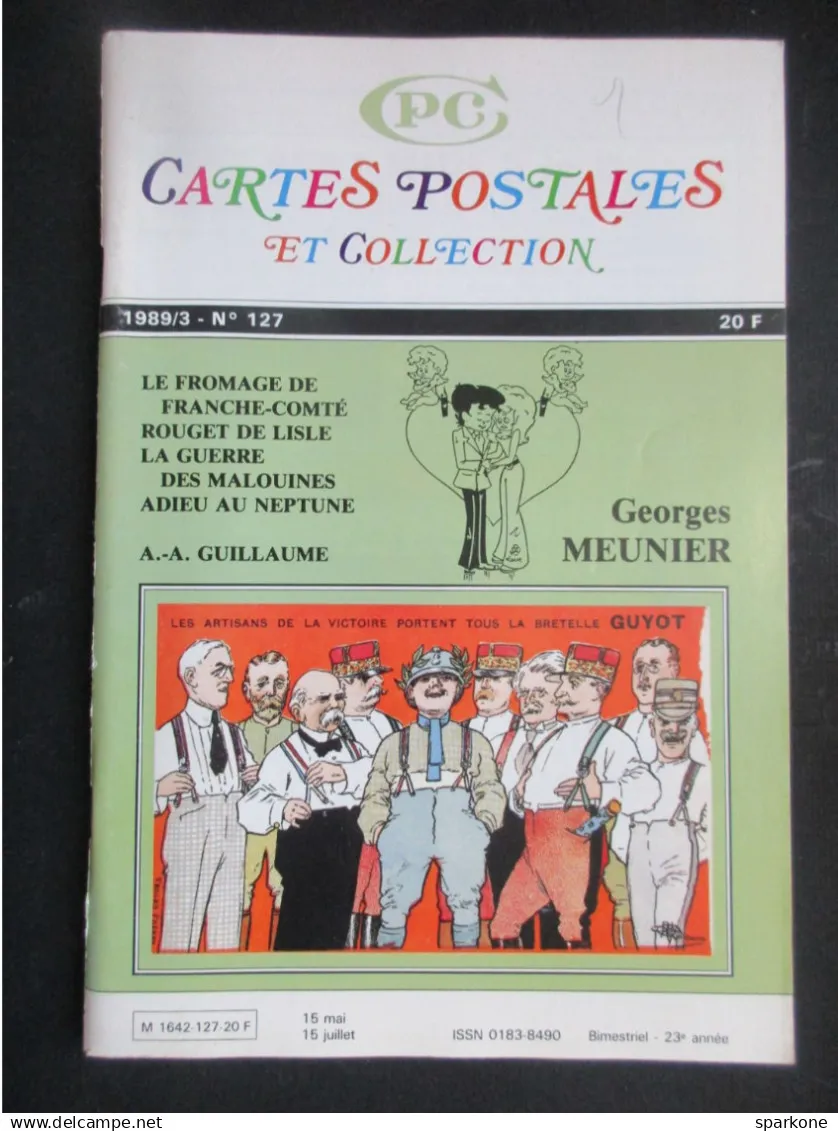 CPC
CARTES POSTALES
ET COLLECTION
1989/3 - N° 127
20 F
LE FROMAGE DE
FRANCHE-COMTÉ
ROUGET DE LISLE
LA GUERRE
DES MALOUINES
ADIEU AU NEPTUNE
A.-A. GUILLAUME
Georges
MEUNIER
LES ARTISANS DE LA VICTOIRE PORTENT TOUS LA BRETELLE GUYOT
M 1642-127-20 F
15 mai
15 juillet
ISSN 0183-8490
Bimestriel - 23e année
delcampe.net
sparkone